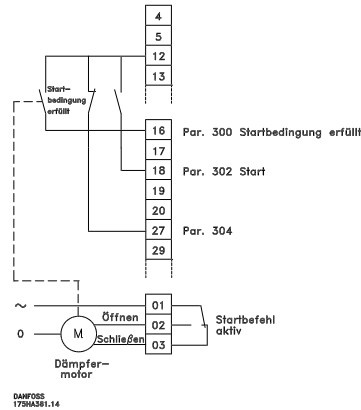 4
5
12
13
Start-
bedingung
erfüllt
16 Par. 300 Startbedingung erfüllt
17
18 Par. 302 Start
19
20
27 Par. 304
29
~ 01
Öffnen
02
Startbefehl
aktiv
0 M
Schließen 03
Dämpfer-
motor
DANFOSS
175HA381.14